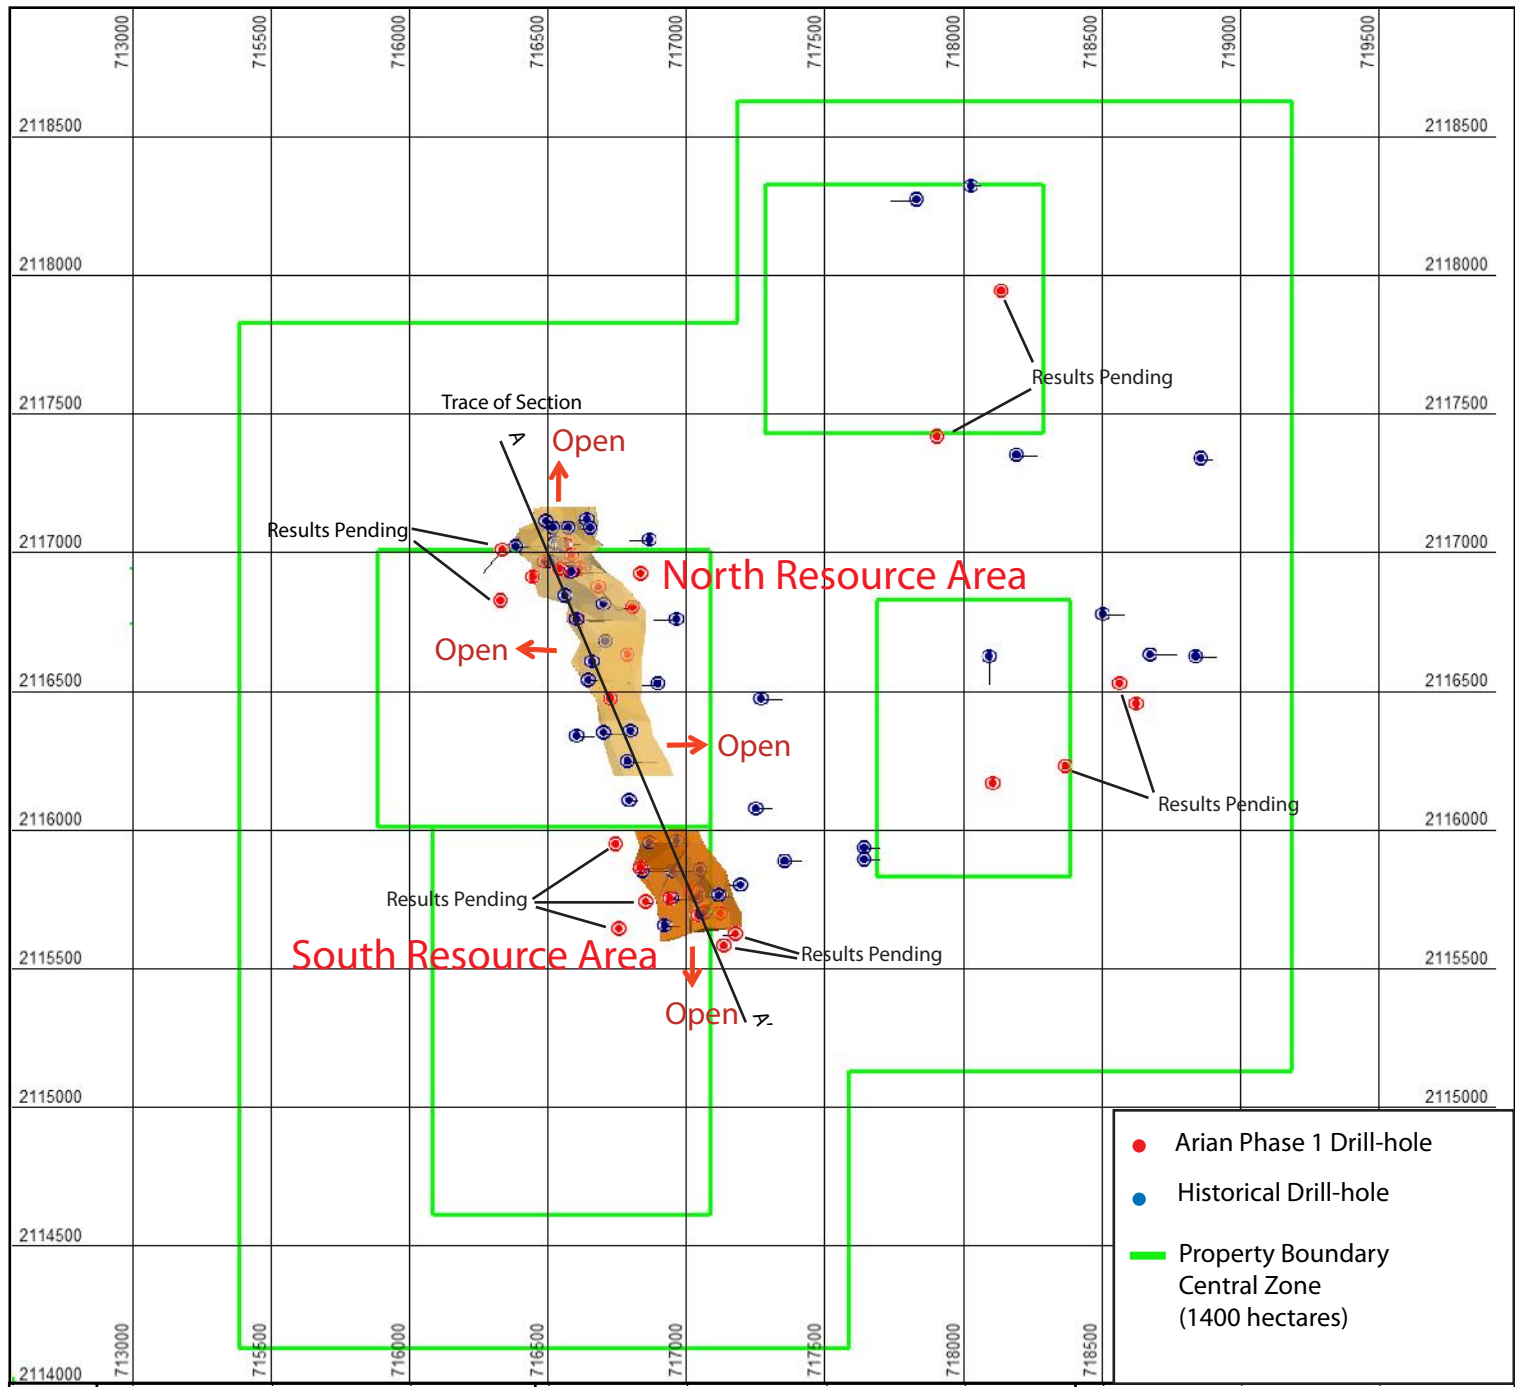 713000 715500 716000 716500 717000 717500 718000 718500 719000 719500
2118500 2118500
2118000 2118000
Results Pending
2117500 2117500
Trace of Section
A
Open
Results Pending
2117000 2117000
North Resource Area
Open
2116500 2116500
Open
Results Pending
2116000 2116000
Results Pending
South Resource Area
Results Pending
2115500 2115500
Open
A'
2115000 2115000
Arian Phase 1 Drill-hole
Historical Drill-hole
2114500
Property Boundary
Central Zone
(1400 hectares)
713000 715500 716000 716500 717000 717500 718000 718500
2114000